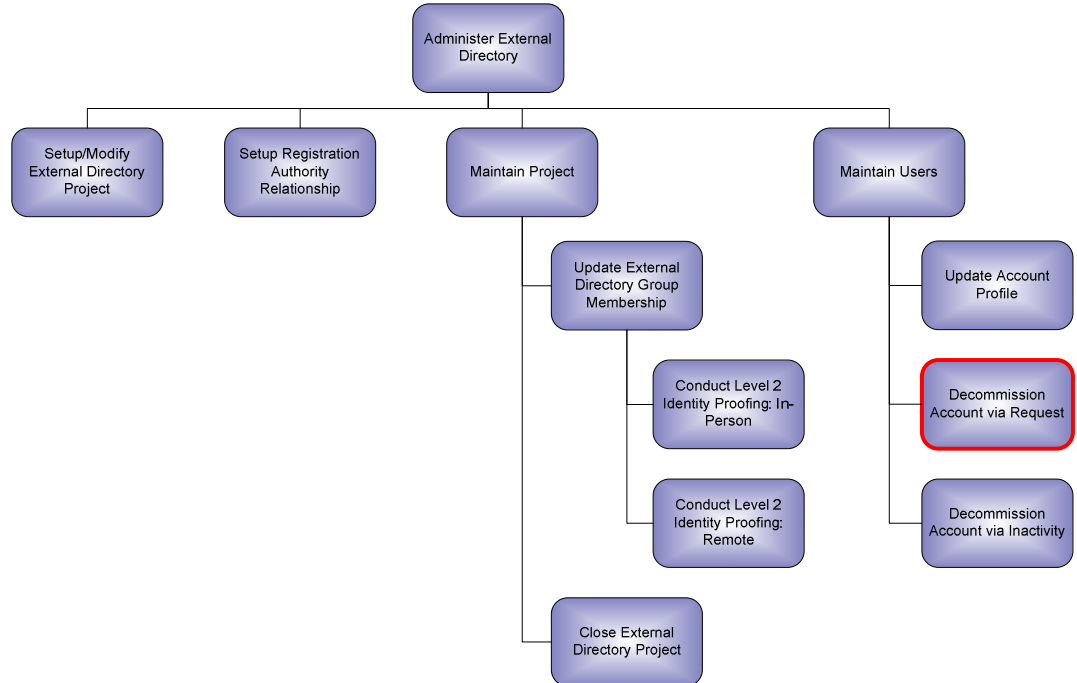 Administer External
Directory
Setup/Modify
External Directory
Project
Setup Registration
Authority
Relationship
Maintain Project
Maintain Users
Update External
Directory Group
Membership
Update Account
Profile
Conduct Level 2
Identity Proofing: In-
Person
Decommission
Account via Request
Conduct Level 2
Identity Proofing:
Remote
Decommission
Account via Inactivity
Close External
Directory Project